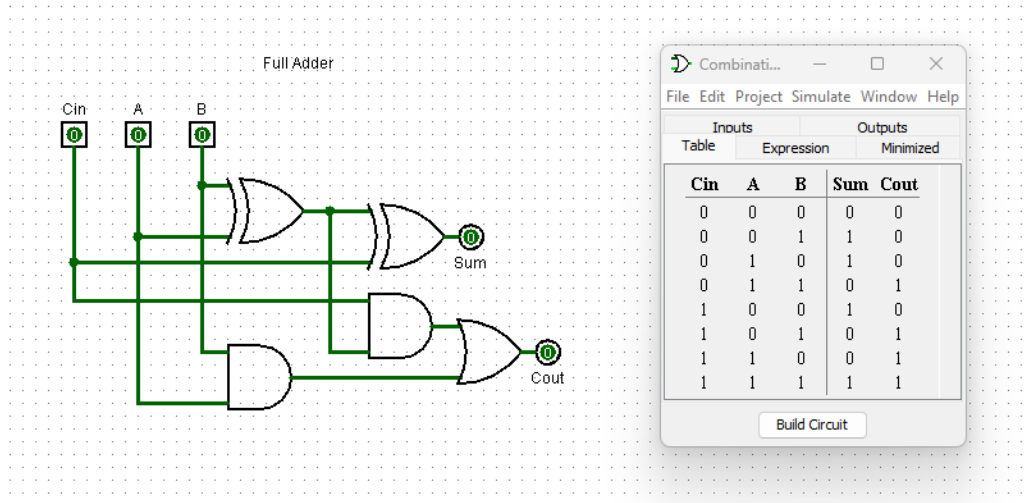 Full Adder
Cin A B
0 0 0
Sum
0
Cout
0
Combinati...
File Edit Project Simulate Window Help
Inputs Outputs
Table Expression Minimized
Cin A B Sum Cout
0 0 0 0 0
0 0 1 1 0
0 1 0 1 0
0 1 1 0 1
1 0 0 1 0
1 0 1 0 1
1 1 0 0 1
1 1 1 1 1
Build Circuit